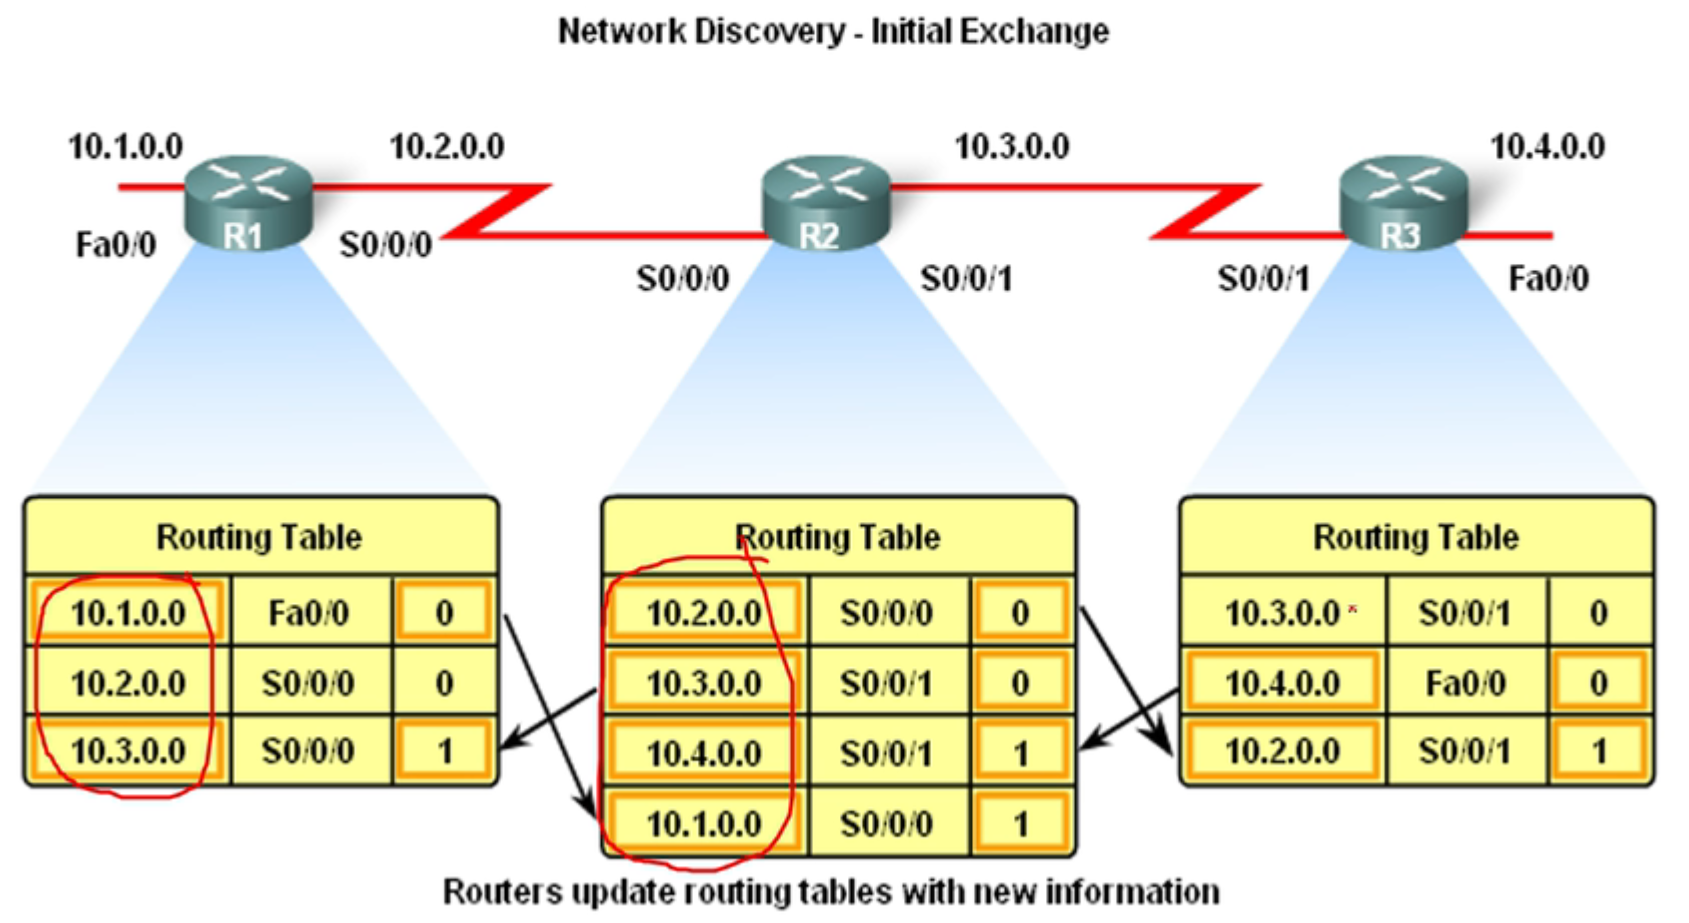 Network Discovery - Initial Exchange
10.1.0.0 10.2.0.0 10.3.0.0 10.4.0.0
R1 R2 R3
Fa0/0 S0/0/0 S0/0/0 S0/0/1 S0/0/1 Fa0/0
Routing Table
10.1.0.0 Fa0/0 0
10.2.0.0 S0/0/0 0
10.3.0.0 S0/0/0 1
Routing Table
10.2.0.0 S0/0/0 0
10.3.0.0 S0/0/1 0
10.4.0.0 S0/0/1 1
10.1.0.0 S0/0/0 1
Routing Table
10.3.0.0 S0/0/1 0
10.4.0.0 Fa0/0 0
10.2.0.0 S0/0/1 1
Routers update routing tables with new information